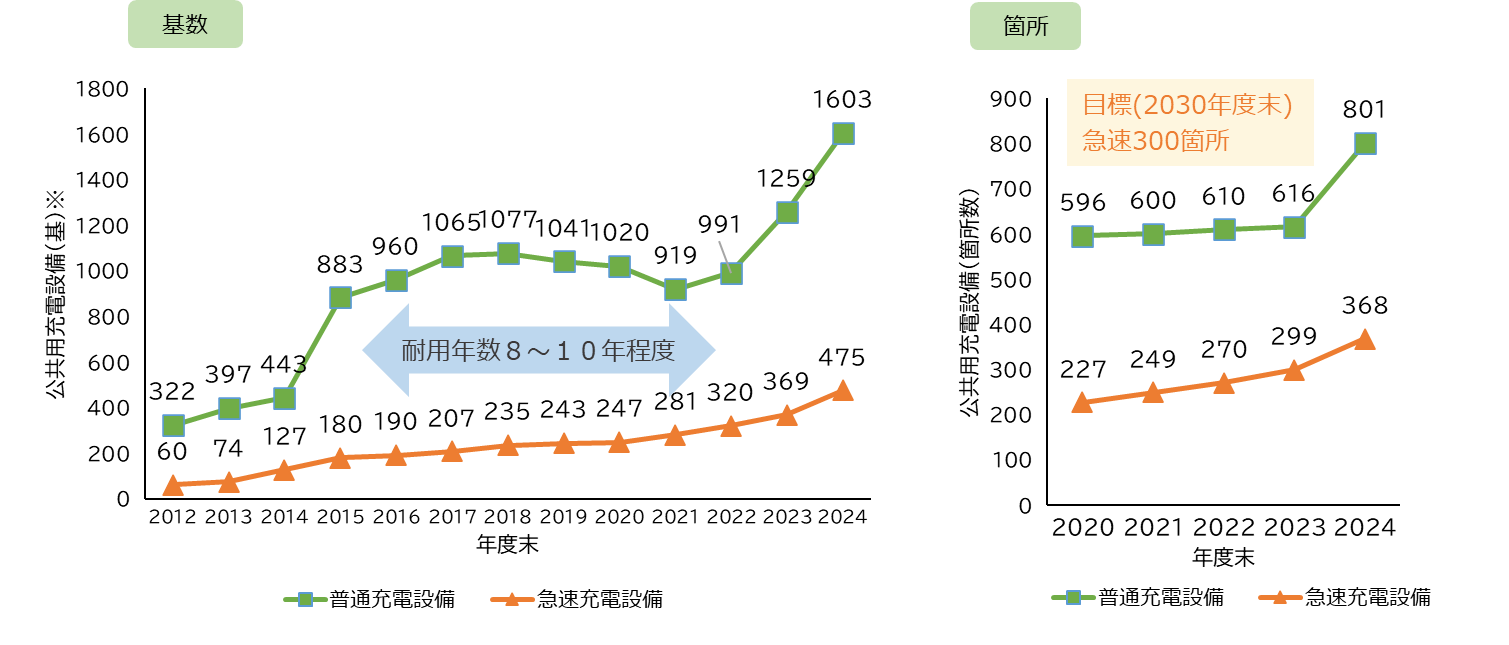 基数
公共用充電設備(基)※
1800
1600
1400
1200
1000
800
600
400
200
0
322 397 443 883 960 1065 1077 1041 1020 919 991 1259 1603
耐用年数８～１０年程度
60 74 127 180 190 207 235 243 247 281 320 369 475
2012 2013 2014 2015 2016 2017 2018 2019 2020 2021 2022 2023 2024
年度末
普通充電設備 急速充電設備
箇所
目標(2030年度末)
急速300箇所
公共用充電設備(箇所数)
900
800
700
600
500
400
300
200
100
0
596 600 610 616 801
227 249 270 299 368
2020 2021 2022 2023 2024
年度末
普通充電設備 急速充電設備